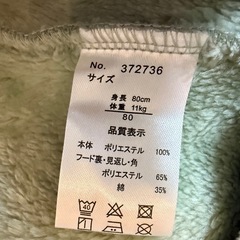 No. 372736
サイズ
身長 80cm
体重 11kg
80
品質表示
本体 ポリエステル 100%
フード裏・見返し・角
ポリエステル 65%
綿 35%
40